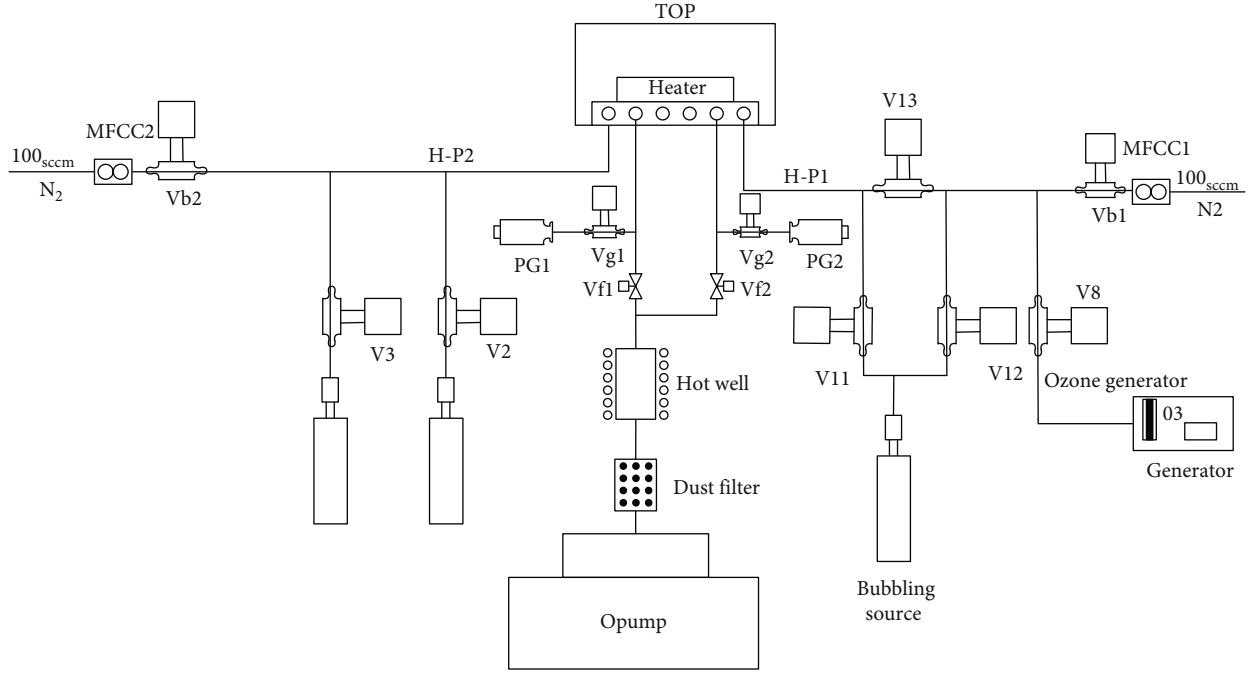 TOP
Heater
V13
MFCC2
MFCC1
100sccm
N2
Vb2
H-P2
H-P1
Vb1
100sccm
N2
PG1
Vg1
Vg2
PG2
Vf1
Vf2
V3
V2
V11
V12
V8
Hot well
Ozone generator
03
Generator
Dust filter
Bubbling
source
Opump